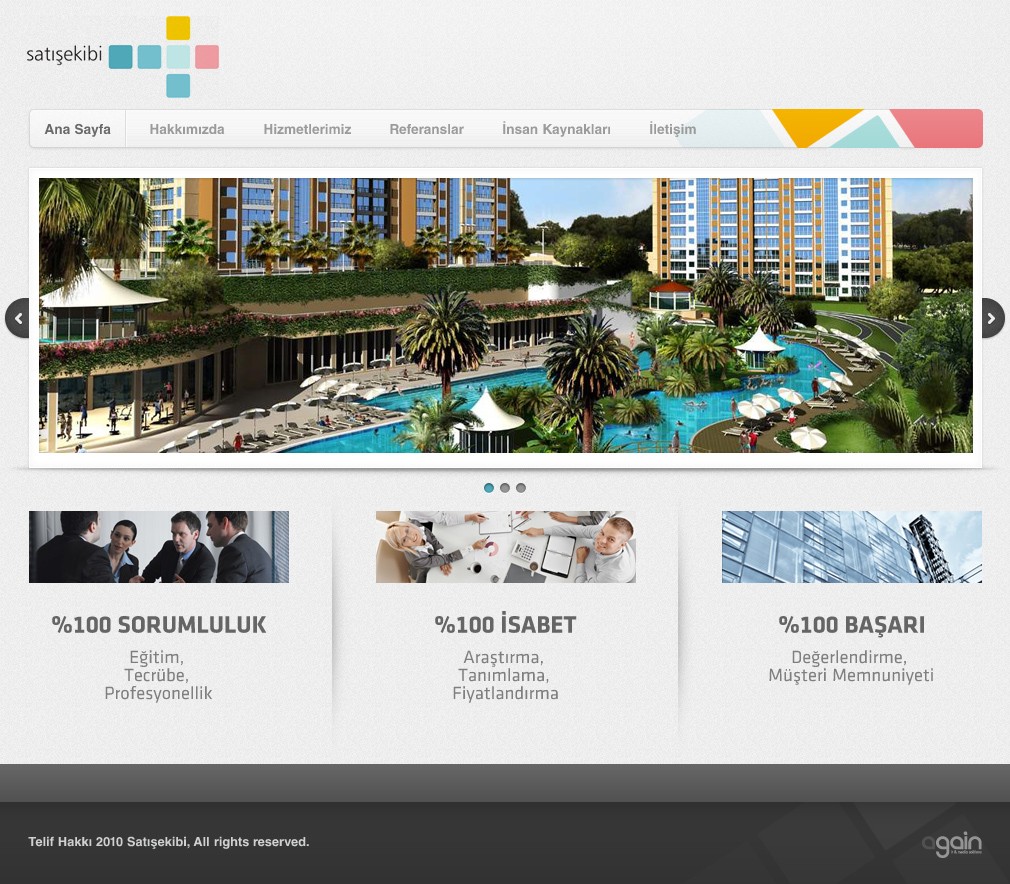 satışekibi
Ana Sayfa Hakkımızda Hizmetlerimiz Referanslar İnsan Kaynakları İletişim
%100 SORUMLULUK
Eğitim,
Tecrübe,
Profesyonellik
%100 İSABET
Araştırma,
Tanımlama,
Fiyatlandırma
%100 BAŞARI
Değerlendirme,
Müşteri Memnuniyeti
Telif Hakkı 2010 Satışekibi, All rights reserved.
again